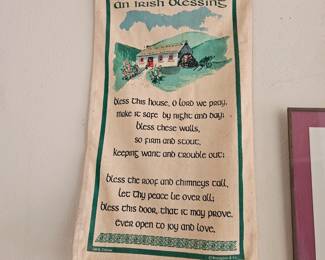 an irish blessing
bless this house, o lord we pray,
make it safe by night and day;
bless these walls,
so firm and stout,
keeping want and trouble out:
bless the roof and chimneys tall,
let thy peace lie over all;
bless this door, that it may prove,
ever open to joy and love.